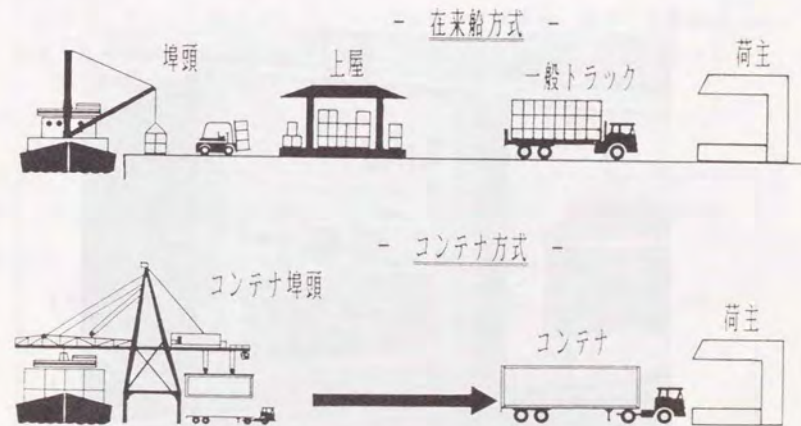 - 在来船方式 -
埠頭
上屋
一般トラック
荷主
- コンテナ方式 -
コンテナ埠頭
コンテナ
荷主